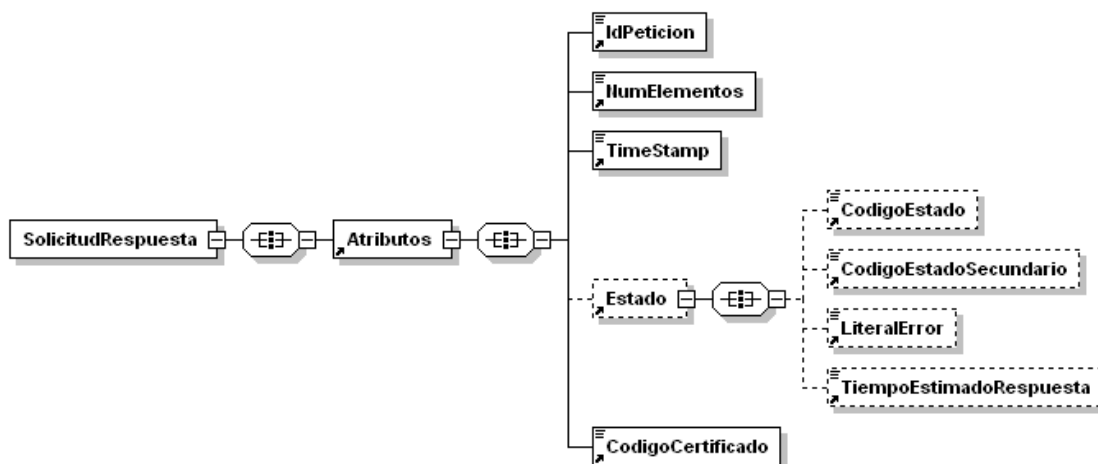 IdPeticion
NumElementos
TimeStamp
SolicitudRespuesta
Atributos
Estado
CodigoEstado
CodigoEstadoSecundario
LiteralError
TiempoEstimadoRespuesta
CodigoCertificado